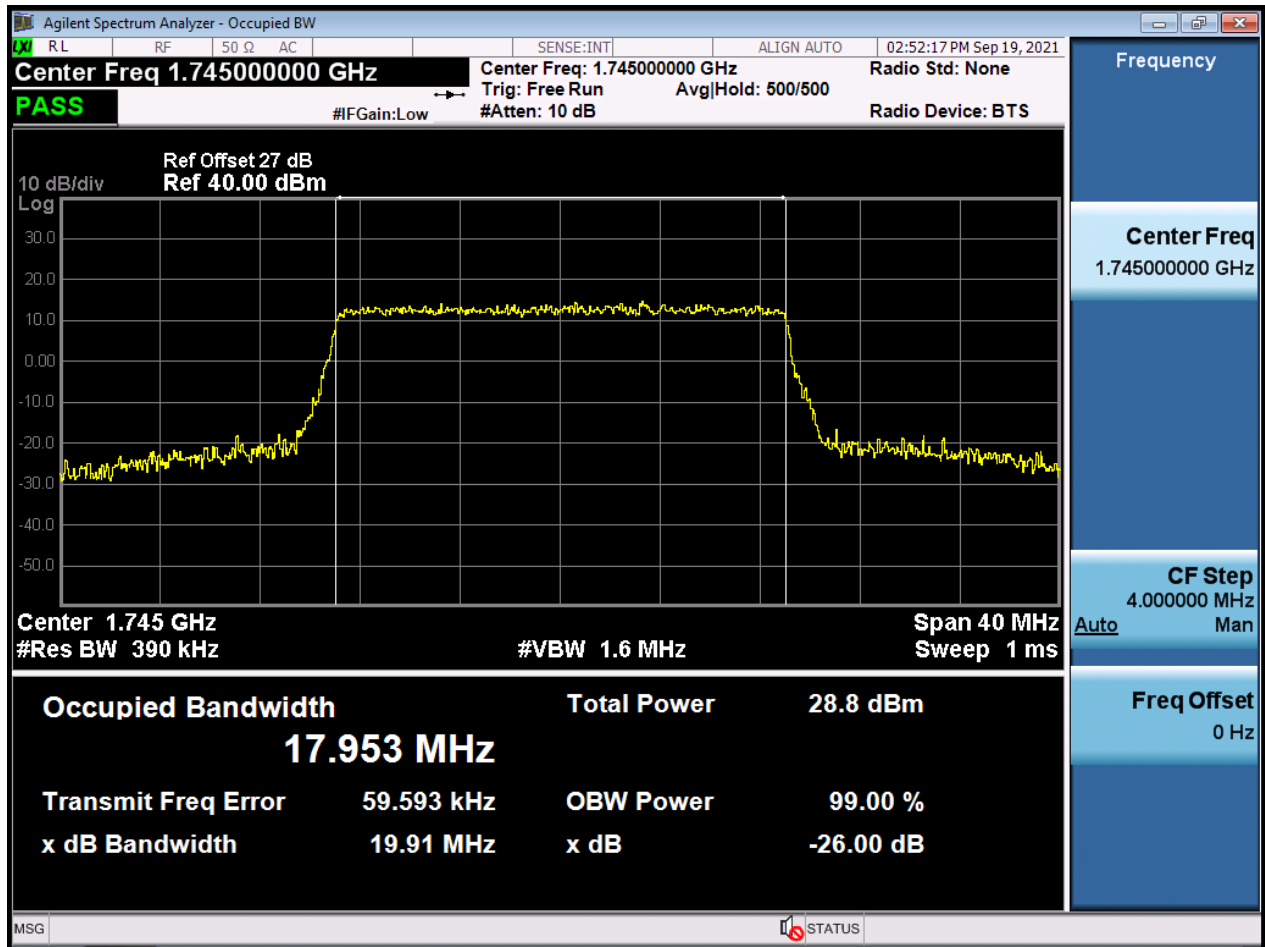 Agilent Spectrum Analyzer - Occupied BW
LXI RL RF 50 Ω AC SENSE:INT ALIGN AUTO 02:52:17 PM Sep 19, 2021
Center Freq 1.745000000 GHz
PASS
#IFGain:Low
Center Freq: 1.745000000 GHz
Trig: Free Run Avg|Hold: 500/500
#Atten: 10 dB
Radio Std: None
Radio Device: BTS
Ref Offset 27 dB
10 dB/div Ref 40.00 dBm
Log
30.0
20.0
10.0
0.00
-10.0
-20.0
-30.0
-40.0
-50.0
Center 1.745 GHz Span 40 MHz
#Res BW 390 kHz #VBW 1.6 MHz Sweep 1 ms
Occupied Bandwidth Total Power 28.8 dBm
17.953 MHz
Transmit Freq Error 59.593 kHz OBW Power 99.00 %
x dB Bandwidth 19.91 MHz x dB -26.00 dB
Frequency
Center Freq
1.745000000 GHz
CF Step
4.000000 MHz
Auto Man
Freq Offset
0 Hz
MSG STATUS